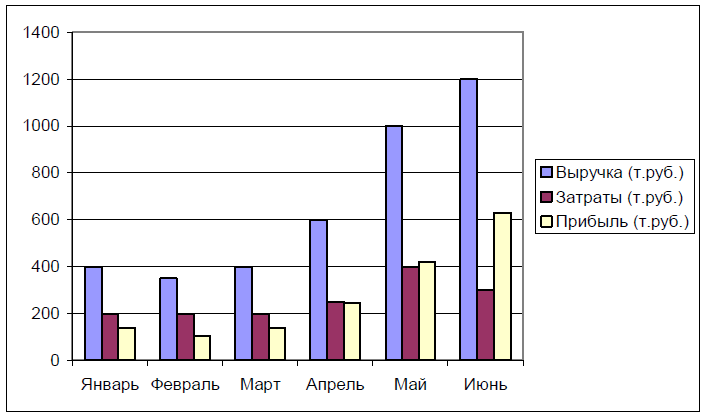 1400
1200
1000
800
600
400
200
0
Январь Февраль Март Апрель Май Июнь
Выручка (т.руб.)
Затраты (т.руб.)
Прибыль (т.руб.)